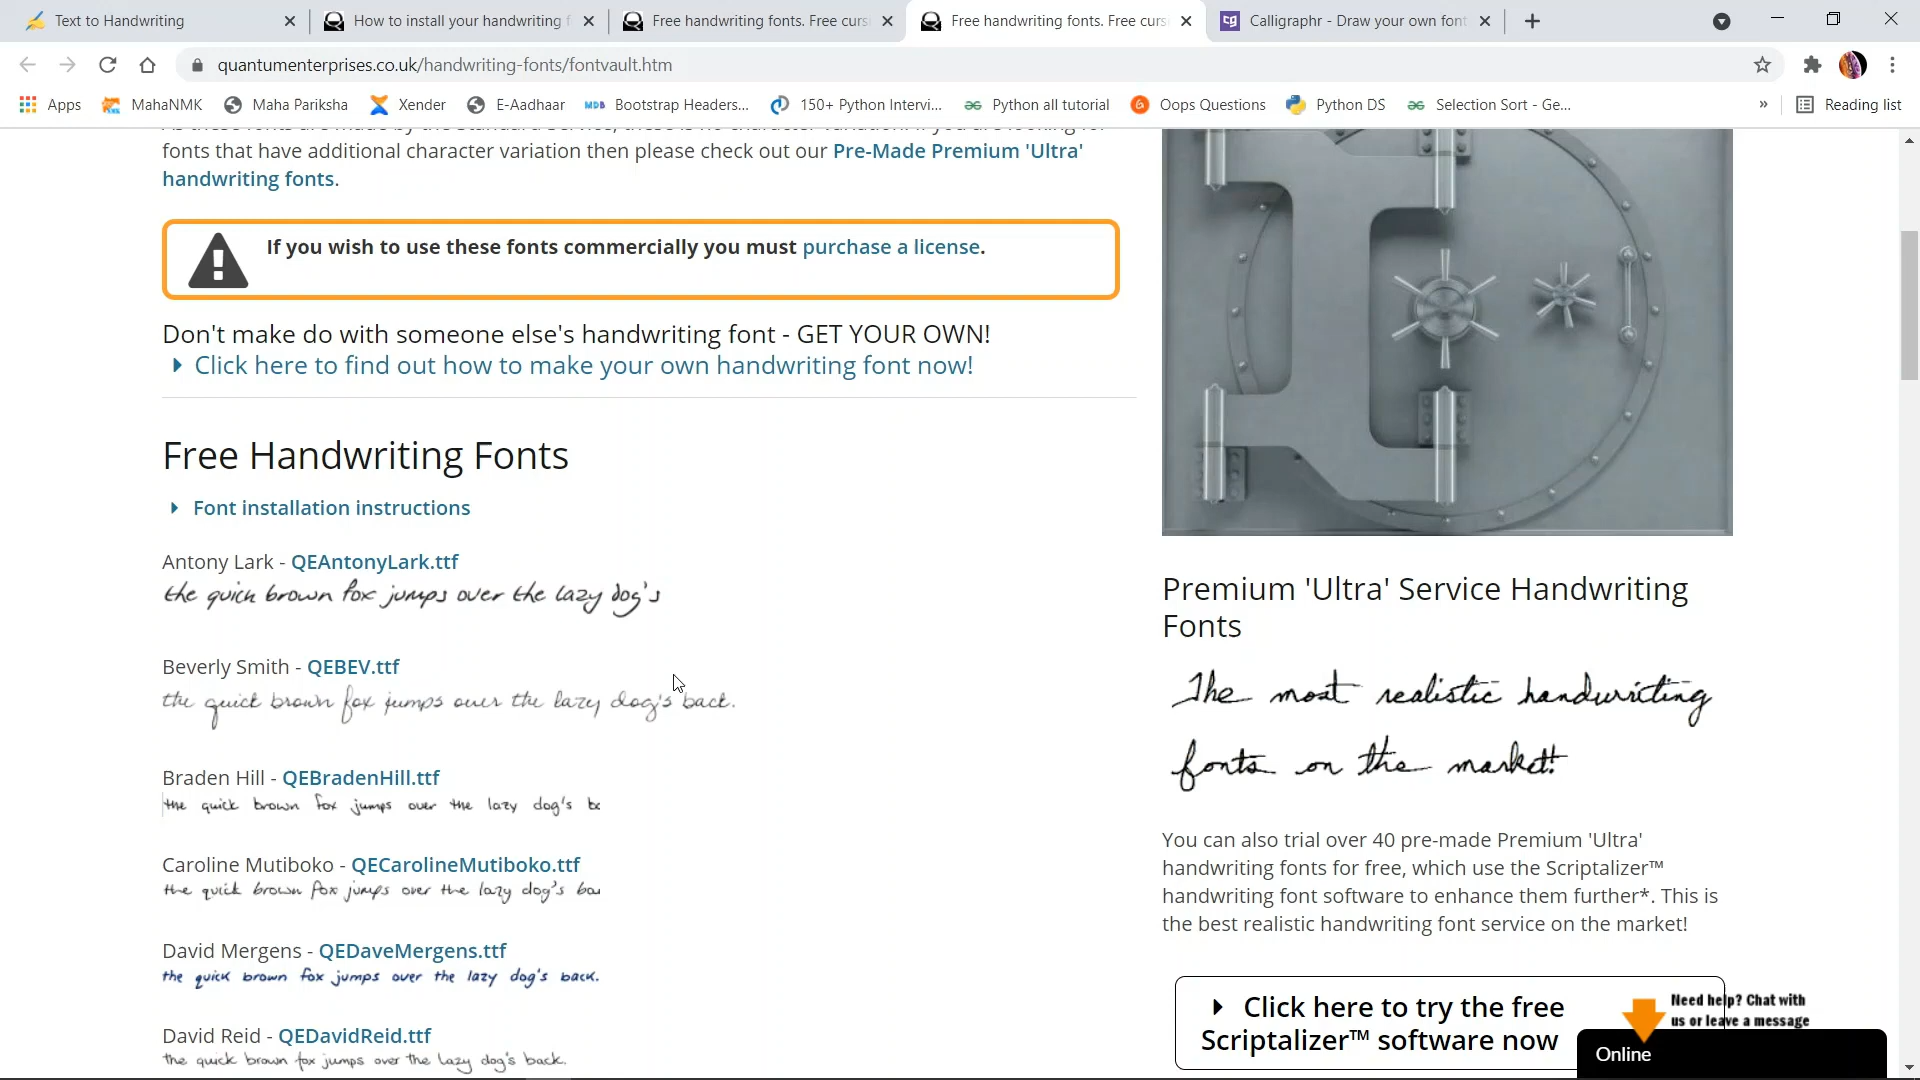 Text to Handwriting
How to install your handwriting f
Free handwriting fonts. Free curs
Free handwriting fonts. Free curs
Calligraphr - Draw your own font
quantumenterprises.co.uk/handwriting-fonts/fontvault.htm
Apps
MahaNMK
Maha Pariksha
Xender
E-Aadhaar
Bootstrap Headers...
150+ Python Intervi...
Python all tutorial
Oops Questions
Python DS
Selection Sort - Ge...
»
Reading list
fonts that have additional character variation then please check out our Pre-Made Premium 'Ultra'
handwriting fonts.
If you wish to use these fonts commercially you must purchase a license.
Don't make do with someone else's handwriting font - GET YOUR OWN!
Click here to find out how to make your own handwriting font now!
Free Handwriting Fonts
Font installation instructions
Antony Lark - QEAntonyLark.ttf
the quick brown fox jumps over the lazy dog's
Beverly Smith - QEBEV.ttf
the quick brown fox jumps over the lazy dog's back.
Braden Hill - QEBradenHill.ttf
the quick brown fox jumps over the lazy dog's
Caroline Mutiboko - QECarolineMutiboko.ttf
the quick brown fox jumps over the lazy dog's
David Mergens - QEDaveMergens.ttf
the quick brown fox jumps over the lazy dog's back.
David Reid - QEDavidReid.ttf
the quick brown fox jumps over the lazy dog's back.
Premium 'Ultra' Service Handwriting
Fonts
The most realistic handwriting
fonts on the market!
You can also trial over 40 pre-made Premium 'Ultra'
handwriting fonts for free, which use the Scriptalizer™
handwriting font software to enhance them further*. This is
the best realistic handwriting font service on the market!
Click here to try the free
Scriptalizer™ software now
Need help? Chat with
us or leave a message
Online